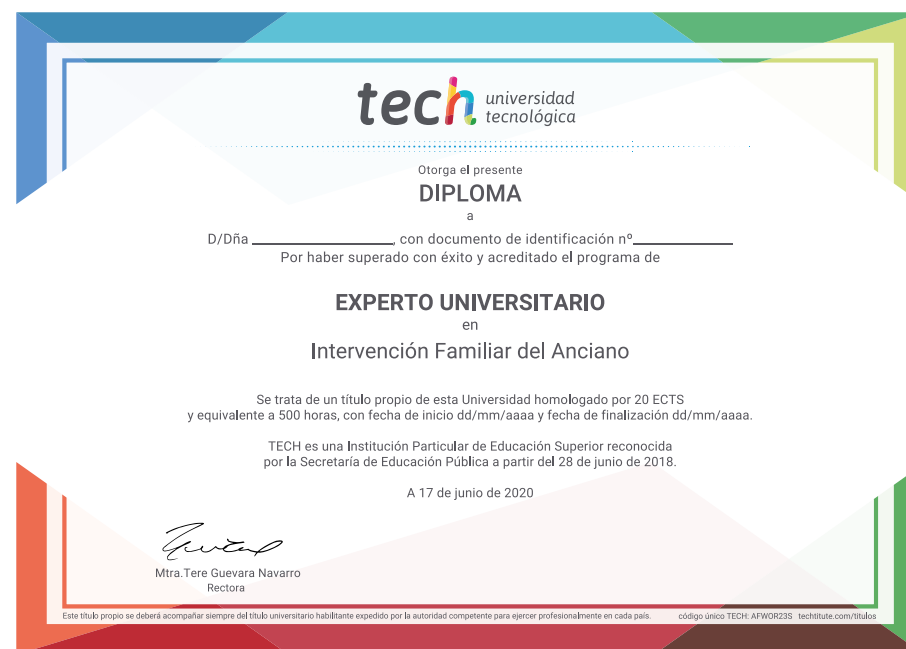 tech universidad
tecnológica
Otorga el presente
DIPLOMA
a
D/Dña ____________________, con documento de identificación nº______________
Por haber superado con éxito y acreditado el programa de
EXPERTO UNIVERSITARIO
en
Intervención Familiar del Anciano
Se trata de un título propio de esta Universidad homologado por 20 ECTS
y equivalente a 500 horas, con fecha de inicio dd/mm/aaaa y fecha de finalización dd/mm/aaaa.
TECH es una Institución Particular de Educación Superior reconocida
por la Secretaría de Educación Pública a partir del 28 de junio de 2018.
A 17 de junio de 2020
Mtra.Tere Guevara Navarro
Rectora
Este título propio se deberá acompañar siempre del título universitario habilitante expedido por la autoridad competente para ejercer profesionalmente en cada país. código único TECH: AFWOR23S techtitute.com/titulos